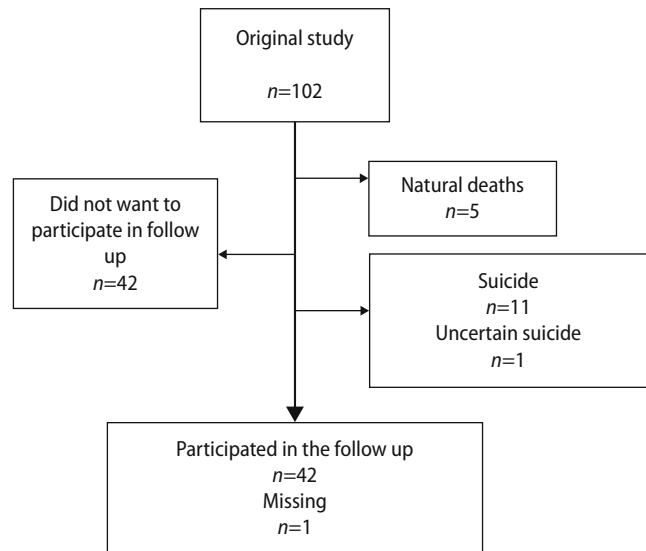 Original study
n=102
Natural deaths
n=5
Did not want to
participate in follow
up
n=42
Suicide
n=11
Uncertain suicide
n=1
Participated in the follow up
n=42
Missing
n=1